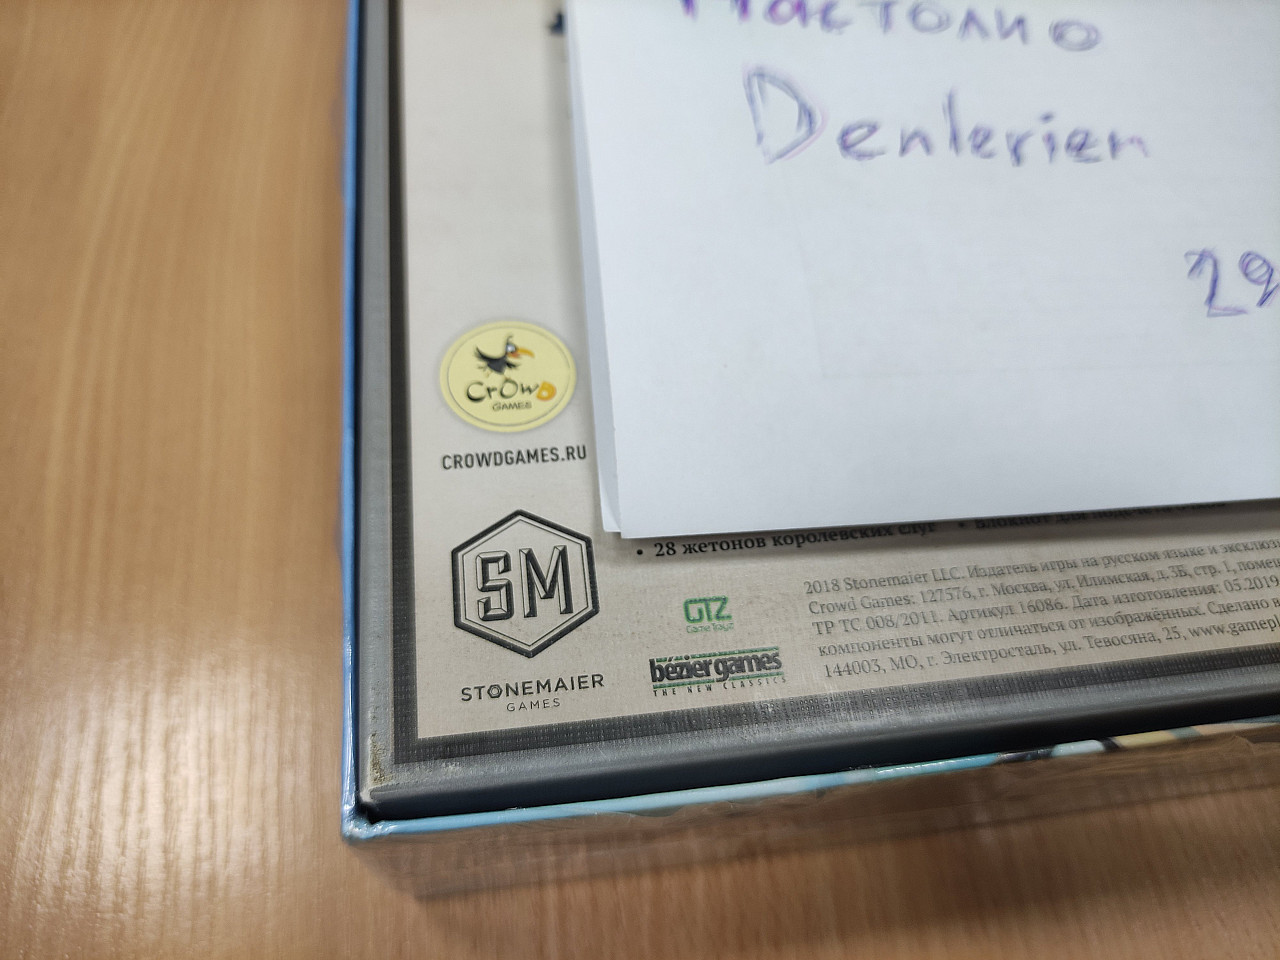 Настолио
Denlerien
29
CrOwD
GAMES
CROWDGAMES.RU
• 28 жетонов королевских слуг •
SM
STONEMAIER
GAMES
GTZ
GameToyz
béziergames
THE NEW CLASSICS
2018 Stonemaier LLC. Издатель игры на русском языке и эксклюз
Crowd Games: 127576, г. Москва, ул. Илимская, д.3Б, стр. 1, помещ
ТР ТС 008/2011. Артикул 16086. Дата изготовления: 05.2019
компоненты могут отличаться от изображённых. Сделано в
144003, МО, г. Электросталь, ул. Тевосяна, 25, www.gamepl